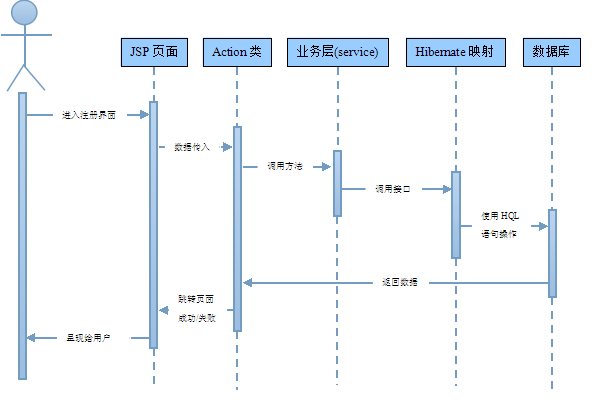 JSP 页面
Action 类
业务层(service)
Hibernate 映射
数据库
进入注册界面
数据传入
调用方法
调用接口
使用 HQL
语句操作
返回数据
跳转页面
成功/失败
呈现给用户